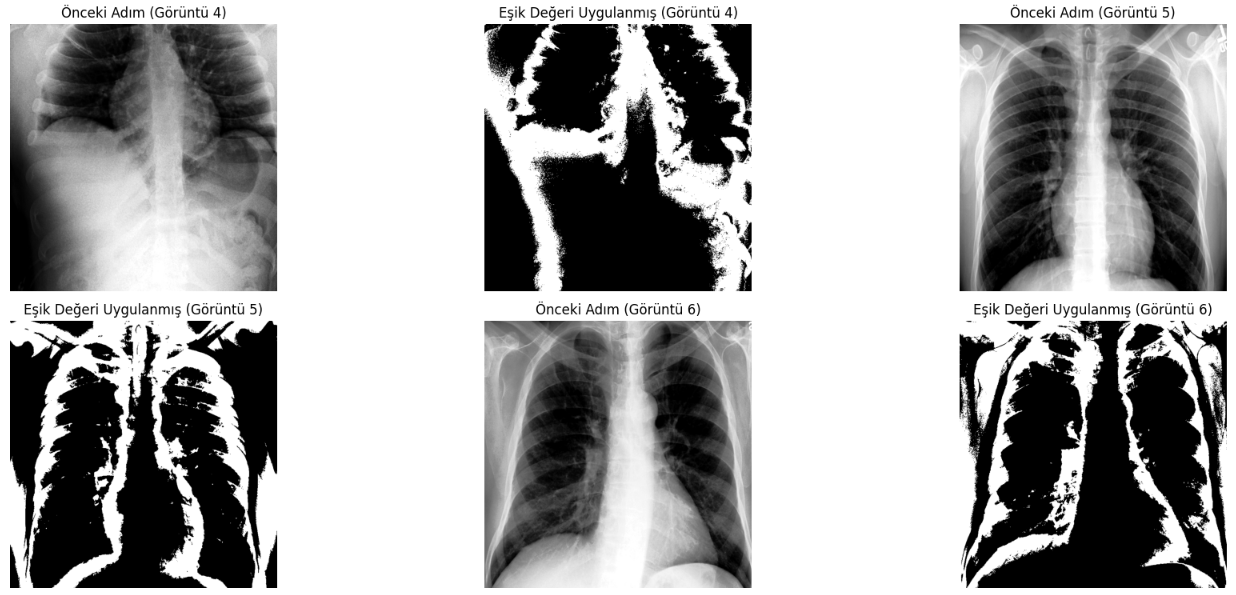 Önceki Adım (Görüntü 4)
Eşik Değeri Uygulanmış (Görüntü 4)
Önceki Adım (Görüntü 5)
Eşik Değeri Uygulanmış (Görüntü 5)
Önceki Adım (Görüntü 6)
Eşik Değeri Uygulanmış (Görüntü 6)